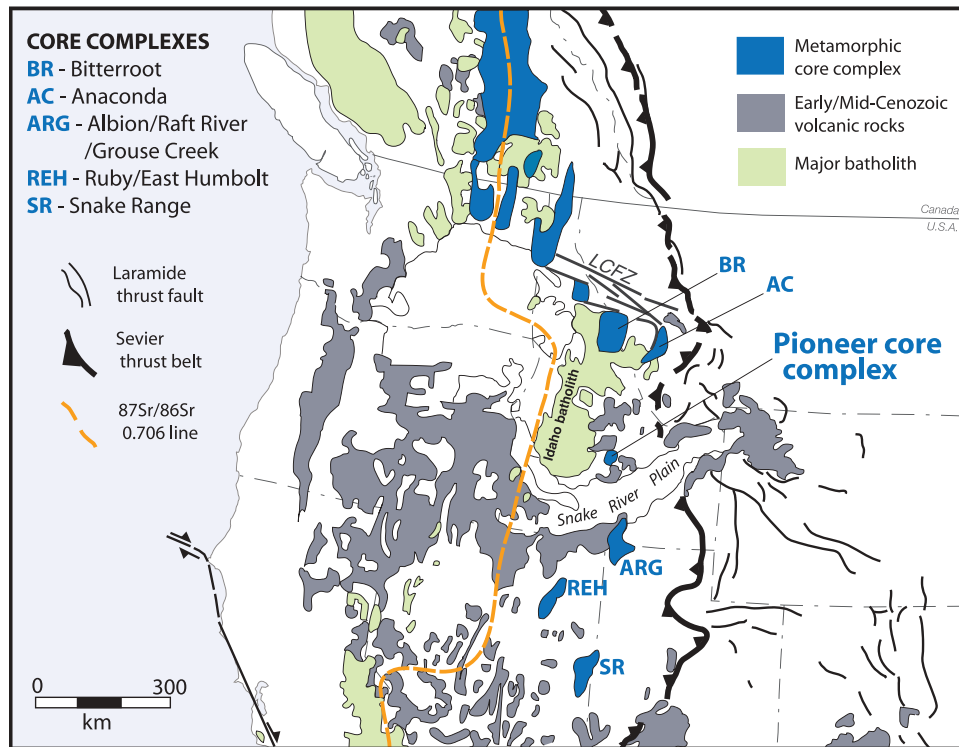 CORE COMPLEXES
BR - Bitterroot
AC - Anaconda
ARG - Albion/Raft River
/Grouse Creek
REH - Ruby/East Humbolt
SR - Snake Range
Laramide
thrust fault
Sevier
thrust belt
87Sr/86Sr
0.706 line
0 300
km
Metamorphic
core complex
Early/Mid-Cenozoic
volcanic rocks
Major batholith
Canada
U.S.A.
LCFZ
BR
AC
Pioneer core
complex
Idaho batholith
Snake River Plain
ARG
REH
SR